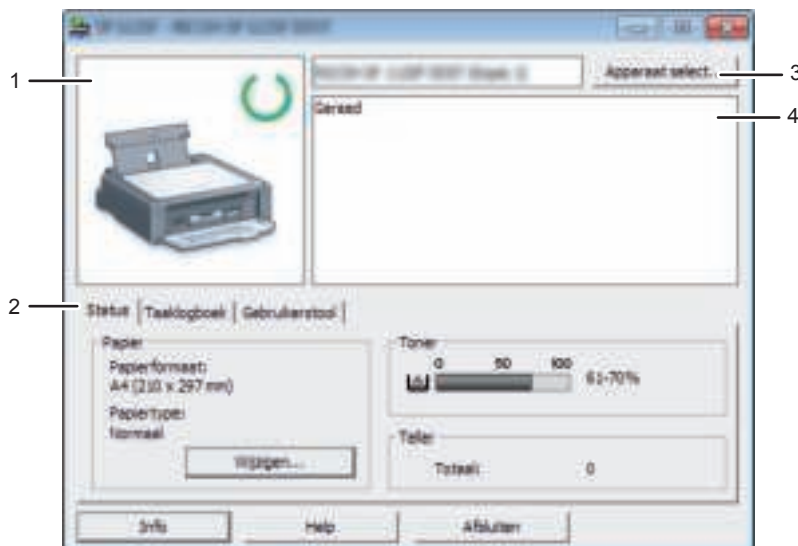 1
3
Apparaat select...
4
Gereed
2
Status Taaklogboek Gebruikerstool
Papier
Papierformaat:
A4 (210 x 297 mm)
Papiertype:
Normaal
Wijzigen...
Toner
0 50 100
61-70%
Teller
Totaal: 0
Info Help Afsluiten